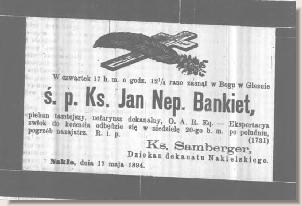 W czwartek 17 b. m. o godz. 12¼ rano zasnął w Bogu w Gleszcie
ś. p. Ks. Jan Nep. Bankiet,
pleban tamtejszy, notaryusz dekanalny, O. A. R. Eq. — Eksportacya
zwłok do kościoła odbędzie się w niedzielę 20-go b. m. po południu,
pogrzeb nazajutrz. R. i. p.
(1731)
Ks. Samberger,
Dziekan dekanatu Nakielskiego.
Nakło, dnia 17 maja 1894.